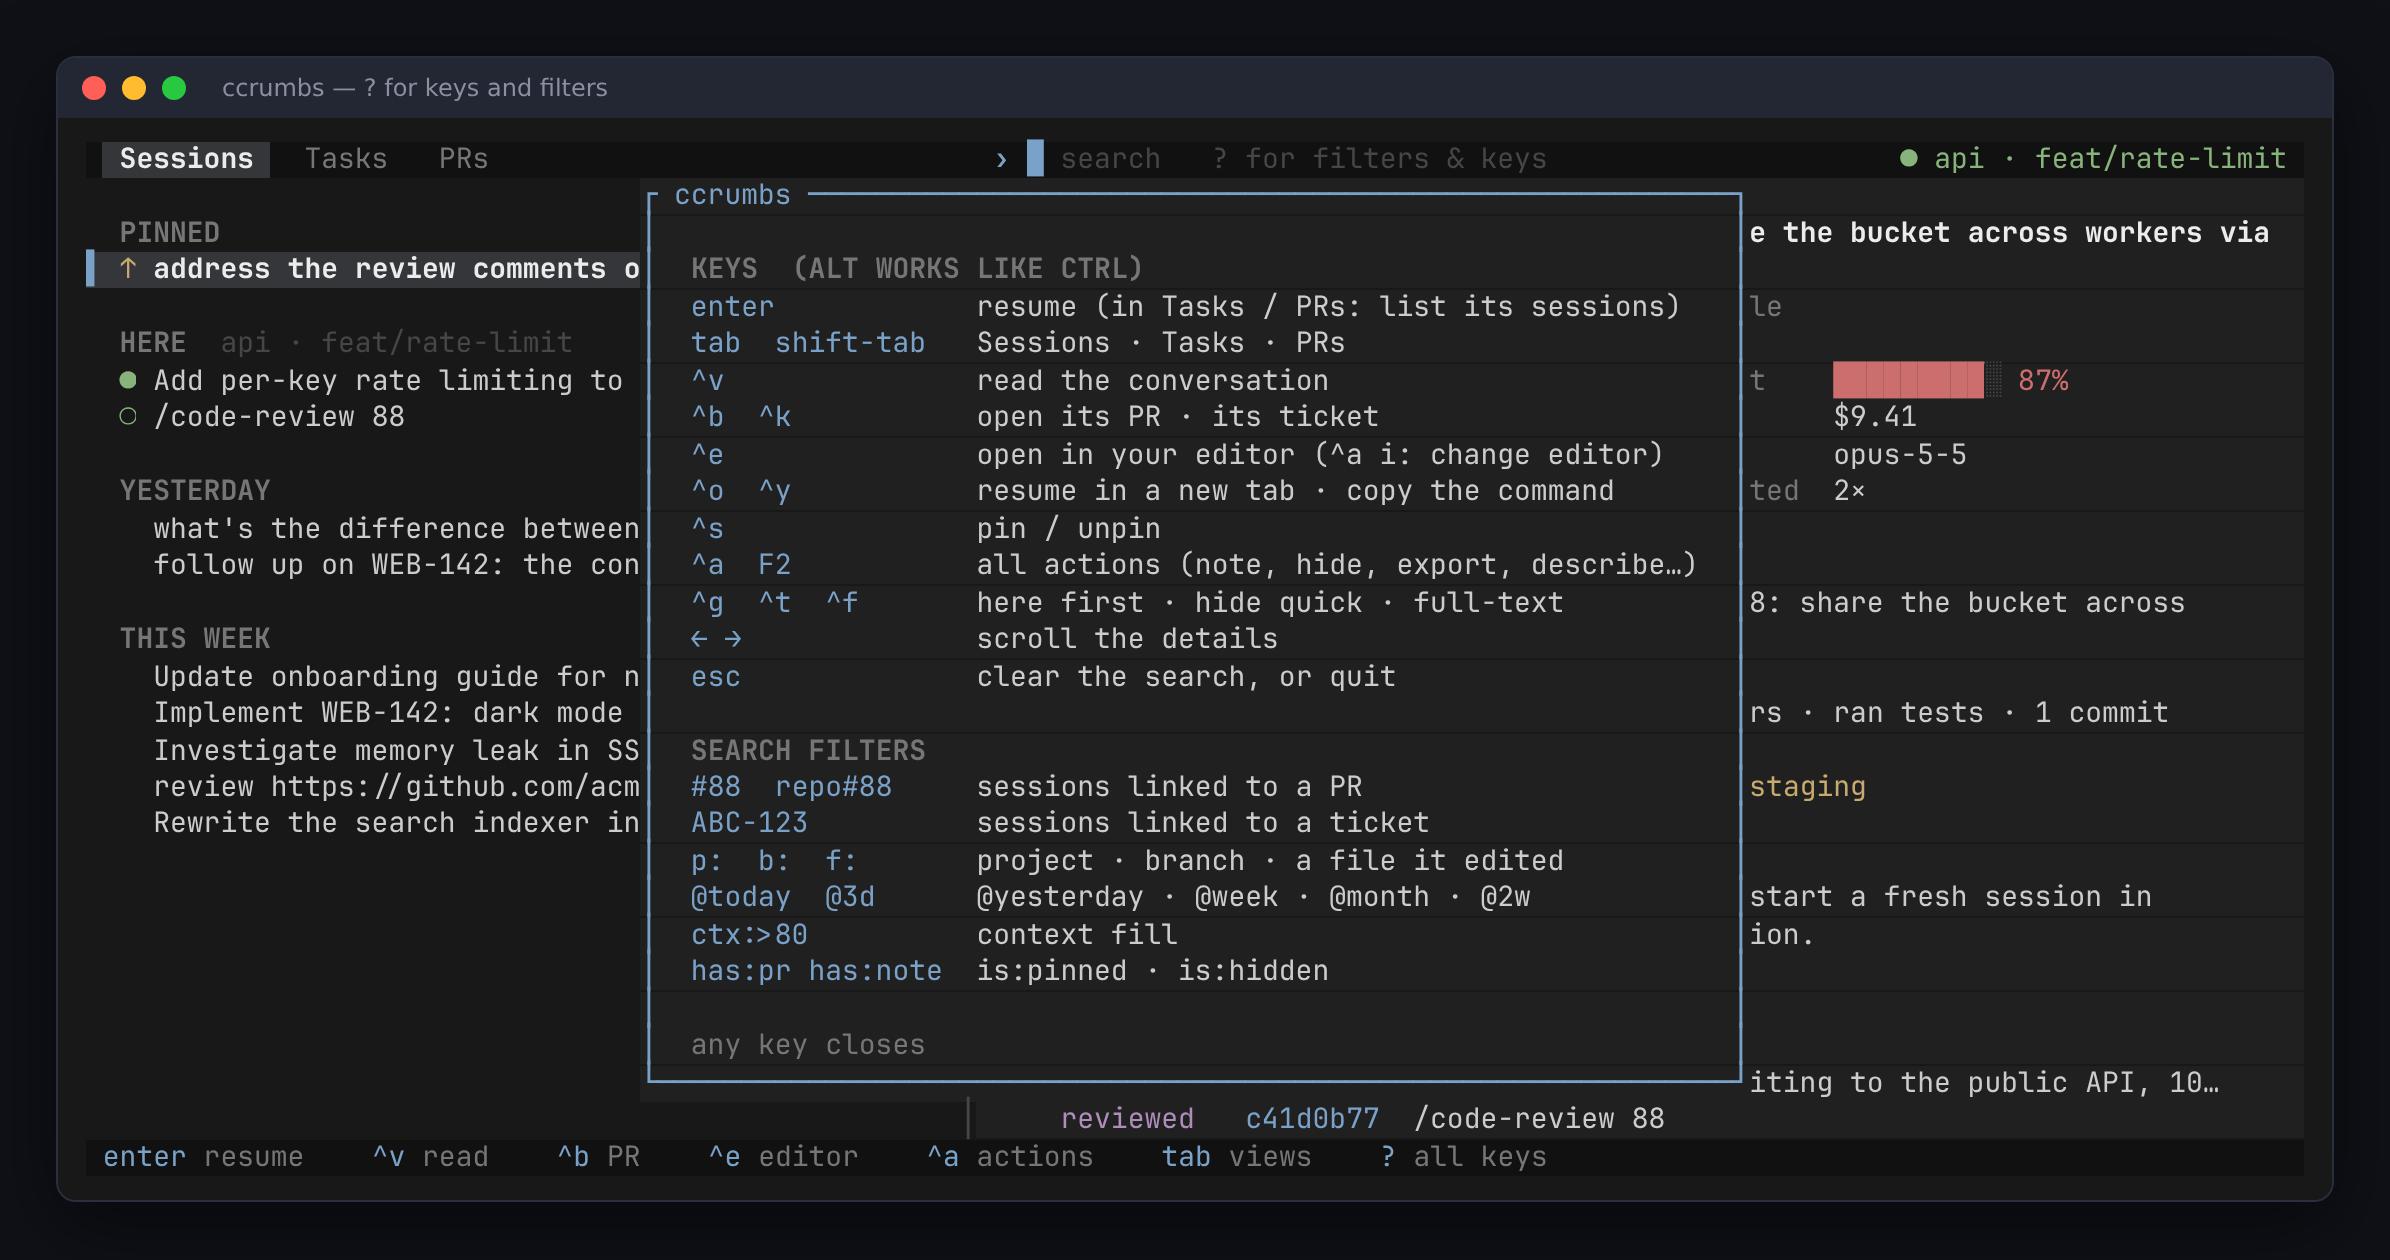 ccrumbs — ? for keys and filters
Sessions Tasks PRs › search ? for filters & keys ● api · feat/rate-limit
ccrumbs
PINNED
e the bucket across workers via
↑ address the review comments o
KEYS (ALT WORKS LIKE CTRL)
enter resume (in Tasks / PRs: list its sessions)
le
HERE api · feat/rate-limit
tab shift-tab Sessions · Tasks · PRs
● Add per-key rate limiting to
^v read the conversation
t 87%
○ /code-review 88
^b ^k open its PR · its ticket
$9.41
^e open in your editor (^a i: change editor)
opus-5-5
YESTERDAY
^o ^y resume in a new tab · copy the command
ted 2×
what's the difference between
^s pin / unpin
follow up on WEB-142: the con
^a F2 all actions (note, hide, export, describe…)
^g ^t ^f here first · hide quick · full-text
8: share the bucket across
THIS WEEK
← → scroll the details
Update onboarding guide for n
esc clear the search, or quit
Implement WEB-142: dark mode
rs · ran tests · 1 commit
Investigate memory leak in SS
SEARCH FILTERS
review https://github.com/acm
#88 repo#88 sessions linked to a PR
staging
Rewrite the search indexer in
ABC-123 sessions linked to a ticket
p: b: f: project · branch · a file it edited
@today @3d @yesterday · @week · @month · @2w
start a fresh session in
ctx:>80 context fill
ion.
has:pr has:note is:pinned · is:hidden
any key closes
iting to the public API, 10…
reviewed c41d0b77 /code-review 88
enter resume ^v read ^b PR ^e editor ^a actions tab views ? all keys